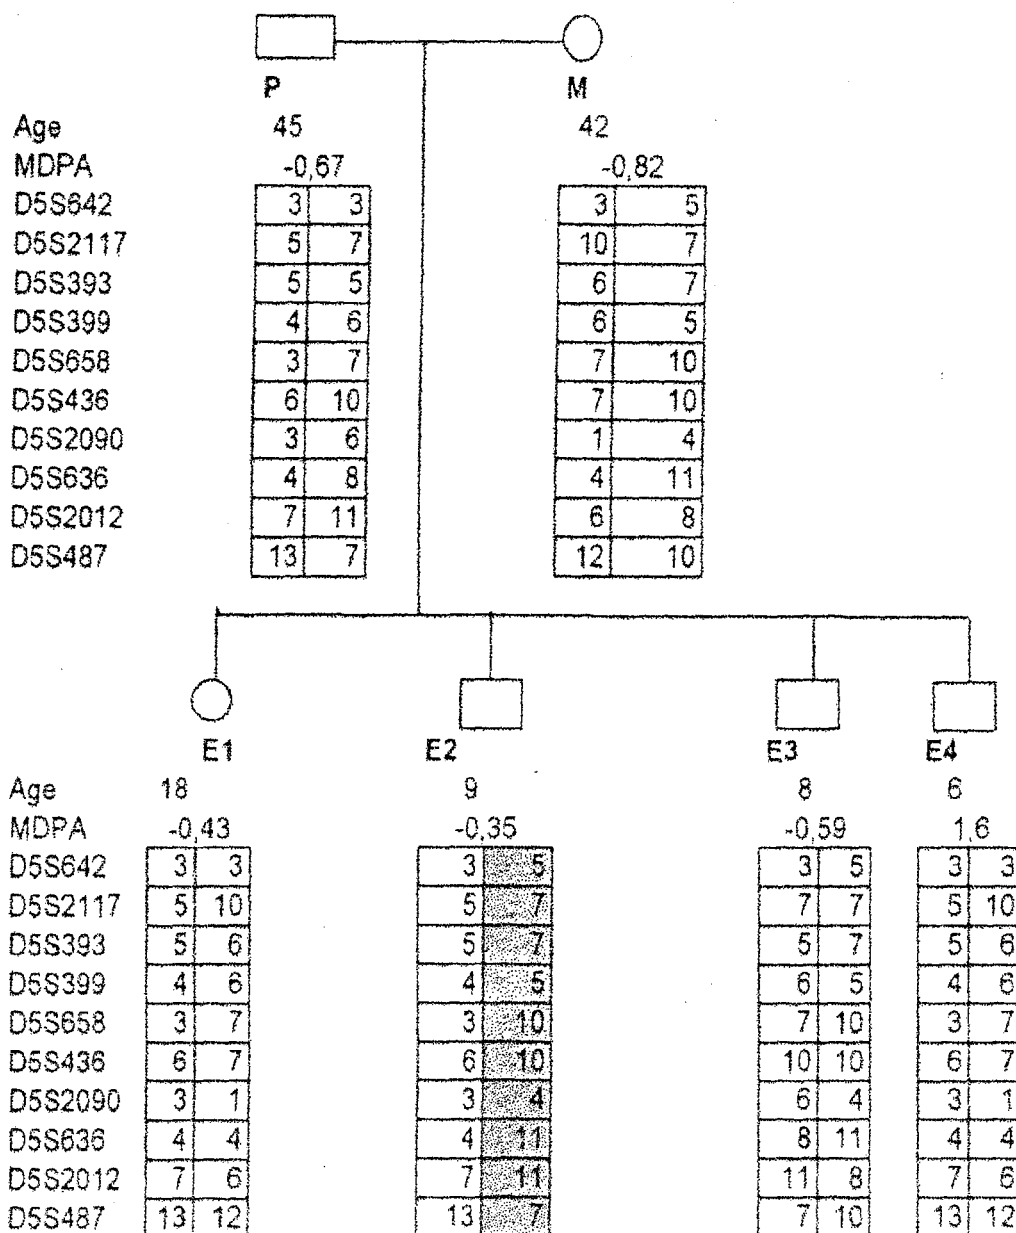 P M
Age 45 42
MDPA -0,67 -0,82
D5S642 3 3 3 5
D5S2117 5 7 10 7
D5S393 5 5 6 7
D5S399 4 6 6 5
D5S658 3 7 7 10
D5S436 6 10 7 10
D5S2090 3 6 1 4
D5S636 4 8 4 11
D5S2012 7 11 6 8
D5S487 13 7 12 10
E1 E2 E3 E4
Age 18 9 8 6
MDPA -0,43 -0,35 -0,59 1,6
D5S642 3 3 3 5 3 5 3 3
D5S2117 5 10 5 7 7 7 5 10
D5S393 5 6 5 7 5 7 5 6
D5S399 4 6 4 5 6 5 4 6
D5S658 3 7 3 10 7 10 3 7
D5S436 6 7 6 10 10 10 6 7
D5S2090 3 1 3 4 6 4 3 1
D5S636 4 4 4 11 8 11 4 4
D5S2012 7 6 7 11 11 8 7 6
D5S487 13 12 13 7 7 10 13 12